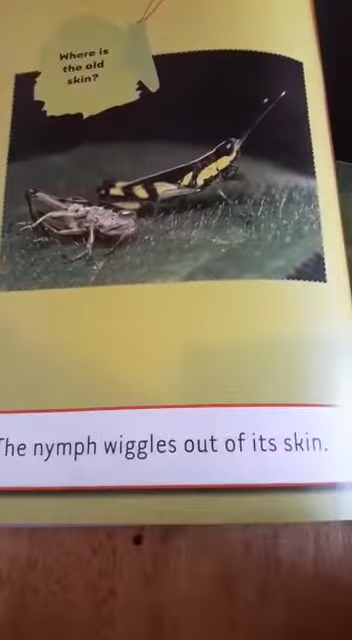 Where is
the old
skin?
The nymph wiggles out of its skin.